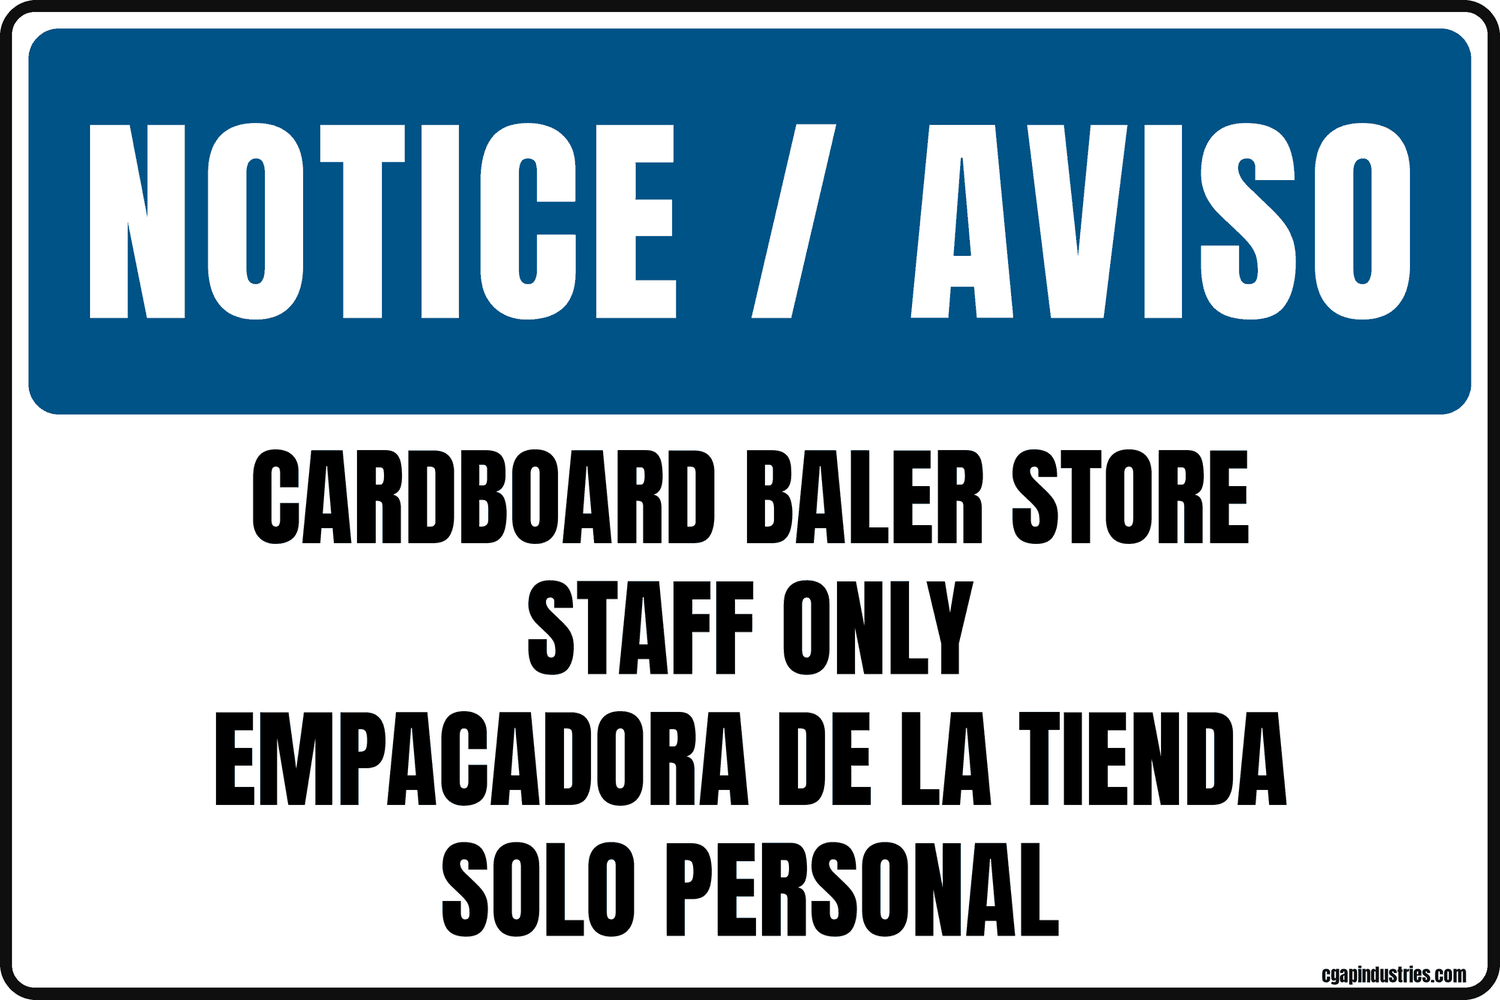 NOTICE / AVISO
CARDBOARD BALER STORE
STAFF ONLY
EMPACADORA DE LA TIENDA
SOLO PERSONAL
cgapindustries.com